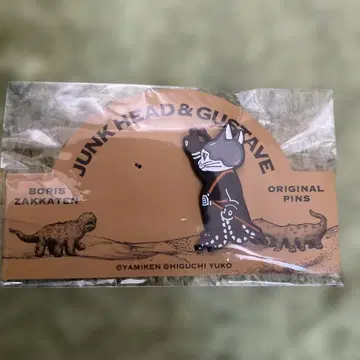 JUNK HEAD & GUSTAVE
BORIS
ZAKKATEN
ORIGINAL
PINS
©YAMIKEN @HIGUCHI YUKO